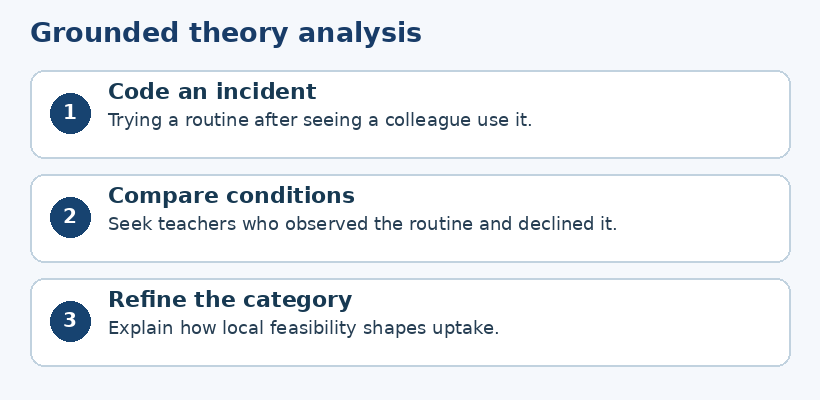 Grounded theory analysis
1
Code an incident
Trying a routine after seeing a colleague use it.
2
Compare conditions
Seek teachers who observed the routine and declined it.
3
Refine the category
Explain how local feasibility shapes uptake.